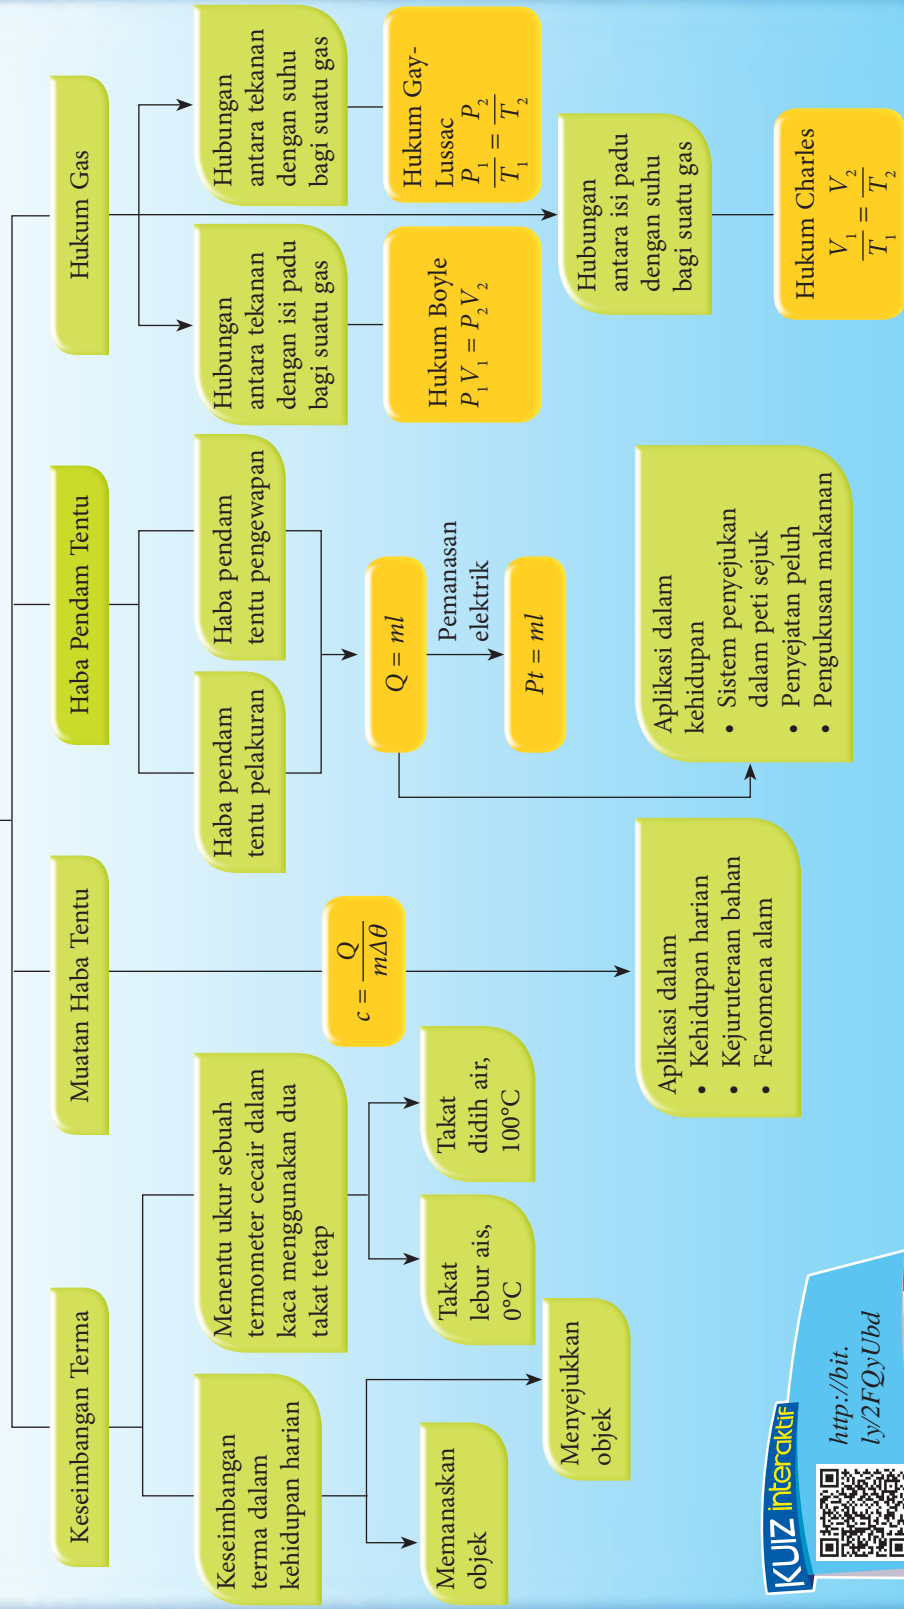 Keseimbangan Terma
Keseimbangan
terma dalam
kehidupan harian
Memanaskan
objek
Menyejukkan
objek
Menentu ukur sebuah
termometer cecair dalam
kaca menggunakan dua
takat tetap
Takat
lebur ais,
0°C
Takat
didih air,
100°C
Muatan Haba Tentu
c = Q / mΔθ
Aplikasi dalam
• Kehidupan harian
• Kejuruteraan bahan
• Fenomena alam
Haba Pendam Tentu
Haba pendam
tentu pelakuran
Haba pendam
tentu pengewapan
Q = ml
Pemanasan
elektrik
Pt = ml
Aplikasi dalam
kehidupan
• Sistem penyejukan
dalam peti sejuk
• Penyejatan peluh
• Pengukusan makanan
Hukum Gas
Hubungan
antara tekanan
dengan isi padu
bagi suatu gas
Hukum Boyle
P₁V₁ = P₂V₂
Hubungan
antara tekanan
dengan suhu
bagi suatu gas
Hukum Gay-
Lussac
P₁/T₁ = P₂/T₂
Hubungan
antara isi padu
dengan suhu
bagi suatu gas
Hukum Charles
V₁/T₁ = V₂/T₂
KUIZ interaktif
http://bit.
ly/2FQyUbd